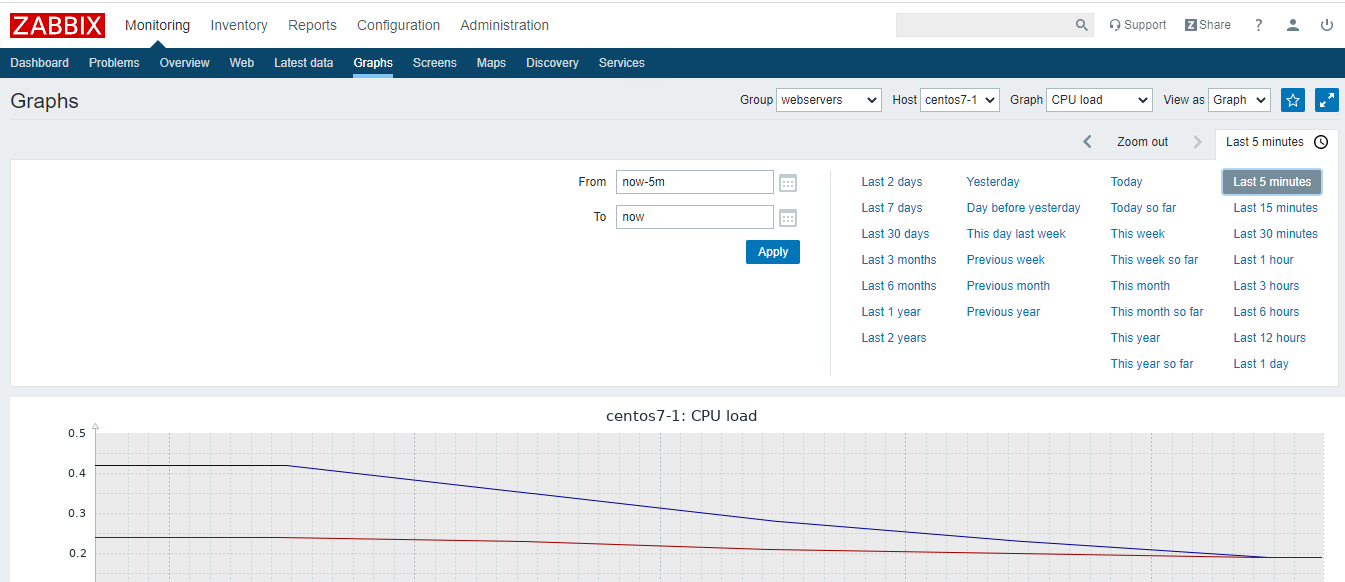 ZABBIX Monitoring Inventory Reports Configuration Administration Support Z Share ?
Dashboard Problems Overview Web Latest data Graphs Screens Maps Discovery Services
Graphs Group webservers Host centos7-1 Graph CPU load View as Graph
Zoom out Last 5 minutes
From now-5m Last 2 days Yesterday Today Last 5 minutes
To now Last 7 days Day before yesterday Today so far Last 15 minutes
Last 30 days This day last week This week Last 30 minutes
Apply Last 3 months Previous week This week so far Last 1 hour
Last 6 months Previous month This month Last 3 hours
Last 1 year Previous year This month so far Last 6 hours
Last 2 years This year Last 12 hours
This year so far Last 1 day
centos7-1: CPU load
0.5
0.4
0.3
0.2